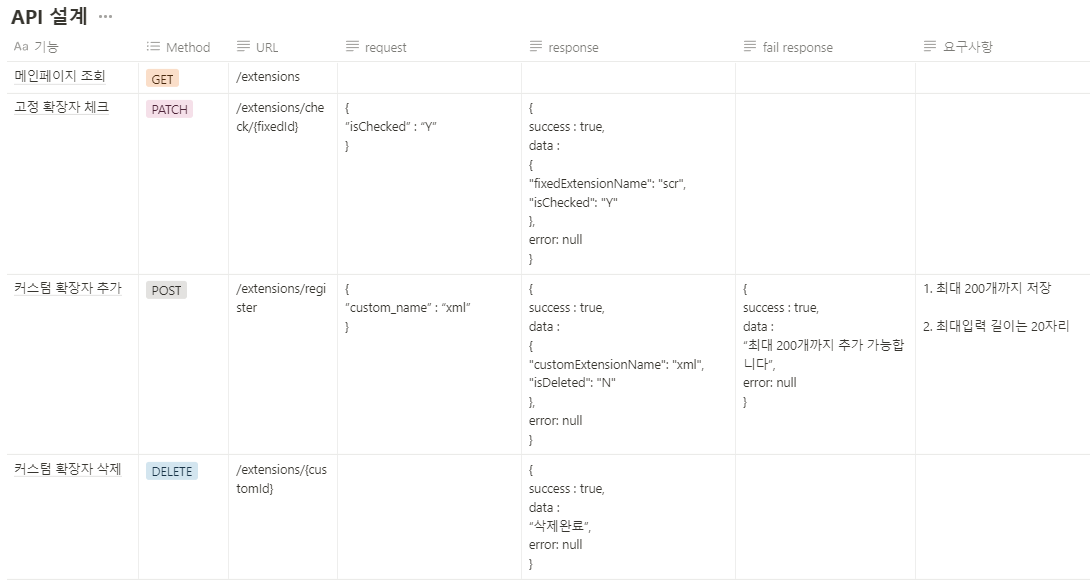 API 설계 ...
Aa 기능 Method URL request response fail response 요구사항
메인페이지 조회 GET /extensions
고정 확장자 체크 PATCH
/extensions/che
ck/{fixedId}
{
“isChecked” : “Y”
}
{
success : true,
data :
{
"fixedExtensionName": "scr",
"isChecked": "Y"
},
error: null
}
커스텀 확장자 추가 POST
/extensions/regi
ster
{
“custom_name” : “xml”
}
{
success : true,
data :
{
"customExtensionName": "xml",
"isDeleted": "N"
},
error: null
}
{
success : true,
data :
“최대 200개까지 추가 가능합
니다”,
error: null
}
1. 최대 200개까지 저장
2. 최대입력 길이는 20자리
커스텀 확장자 삭제 DELETE
/extensions/{cus
tomId}
{
success : true,
data :
“삭제완료”,
error: null
}